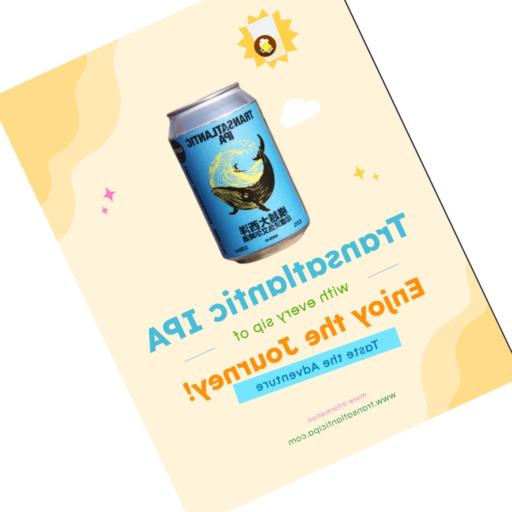 TRANSATLANTIC
IPA
Transatlantic IPA
with every sip of
Enjoy the Journey!
Taste the Adventure
more information
www.transatlanticipa.com